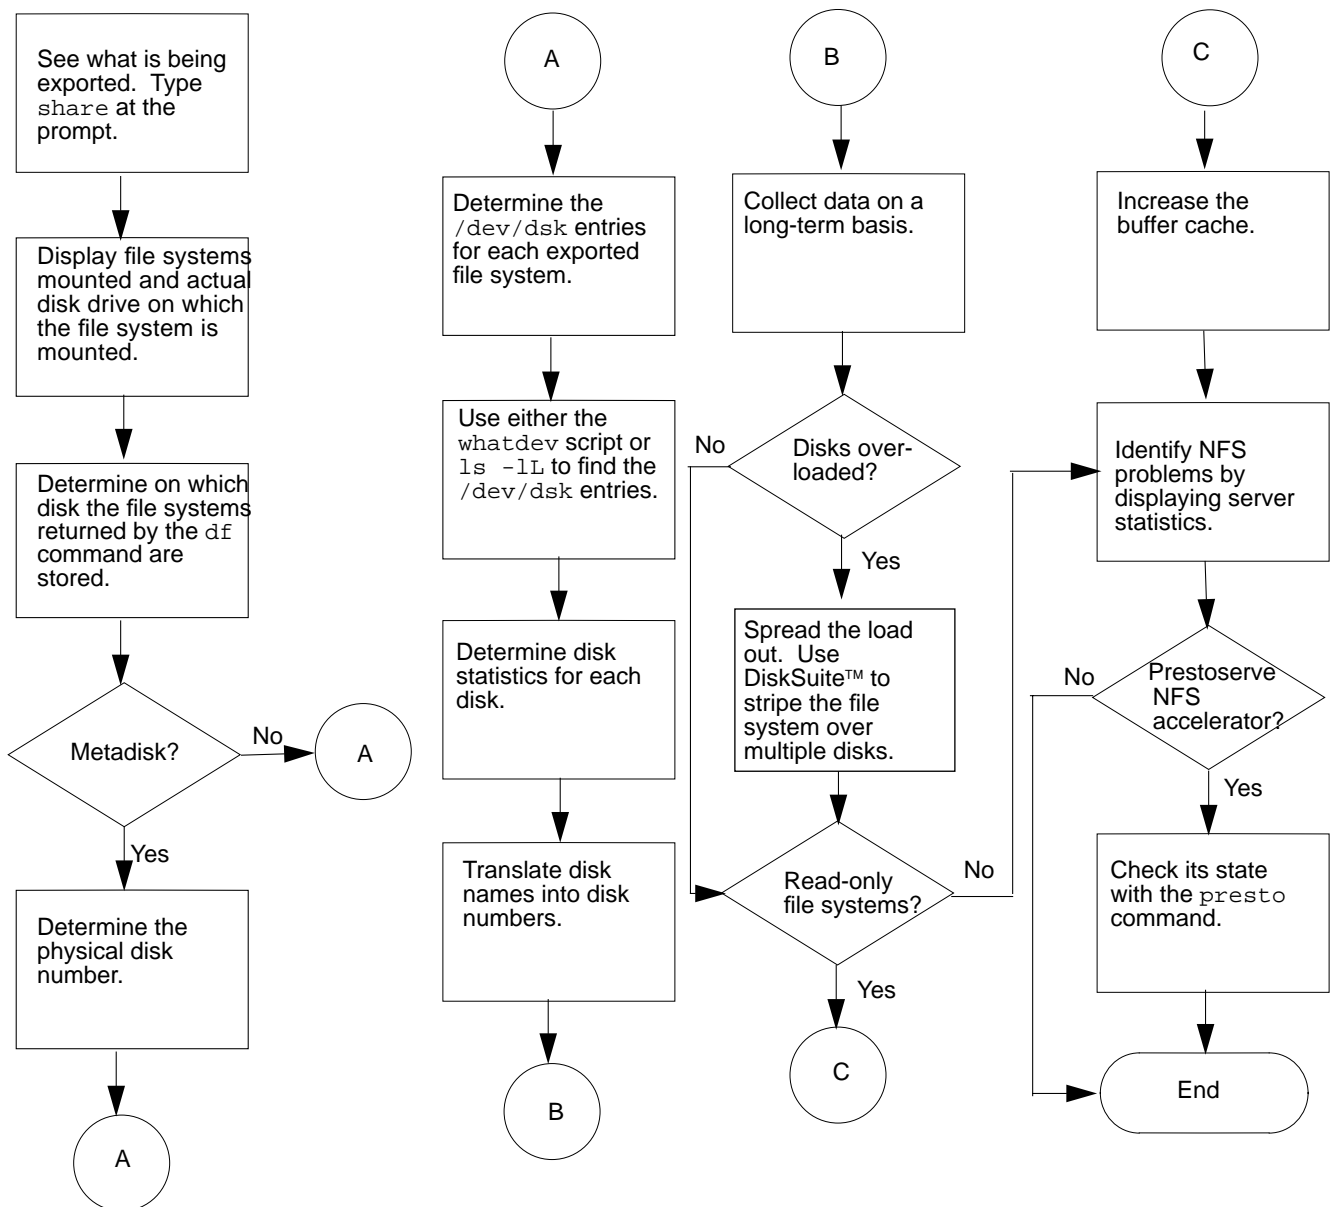 See what is being
exported.  Type
share at the
prompt.
Display file systems
mounted and actual
disk drive on which
the file system is
mounted.
Determine on which
disk the file systems
returned by the df
command are
stored.
Metadisk?
No
A
Yes
Determine the
physical disk
number.
A
A
Determine the
/dev/dsk entries
for each exported
file system.
Use either the
whatdev script or
ls -lL to find the
/dev/dsk entries.
Determine disk
statistics for each
disk.
Translate disk
names into disk
numbers.
B
B
Collect data on a
long-term basis.
No
Disks over-
loaded?
Yes
Spread the load
out.  Use
DiskSuite™ to
stripe the file
system over
multiple disks.
Read-only
file systems?
No
Yes
C
C
Increase the
buffer cache.
Identify NFS
problems by
displaying server
statistics.
No
Prestoserve
NFS
accelerator?
Yes
Check its state
with the presto
command.
End